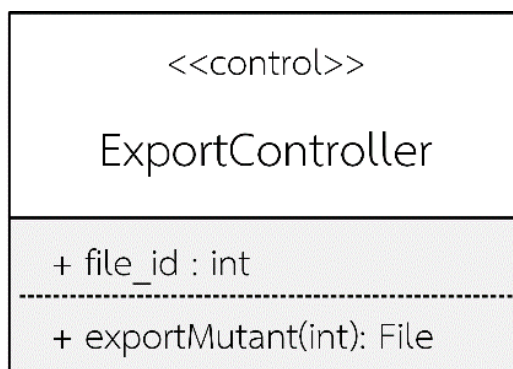 <<control>>
ExportController
+ file_id : int
+ exportMutant(int): File